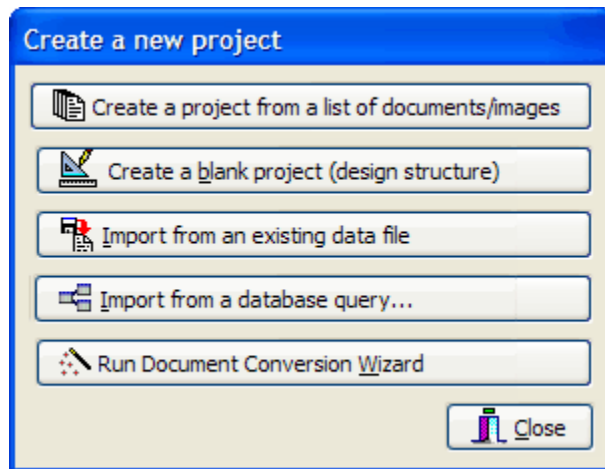 Create a new project
Create a project from a list of documents/images
Create a blank project (design structure)
Import from an existing data file
Import from a database query...
Run Document Conversion Wizard
Close